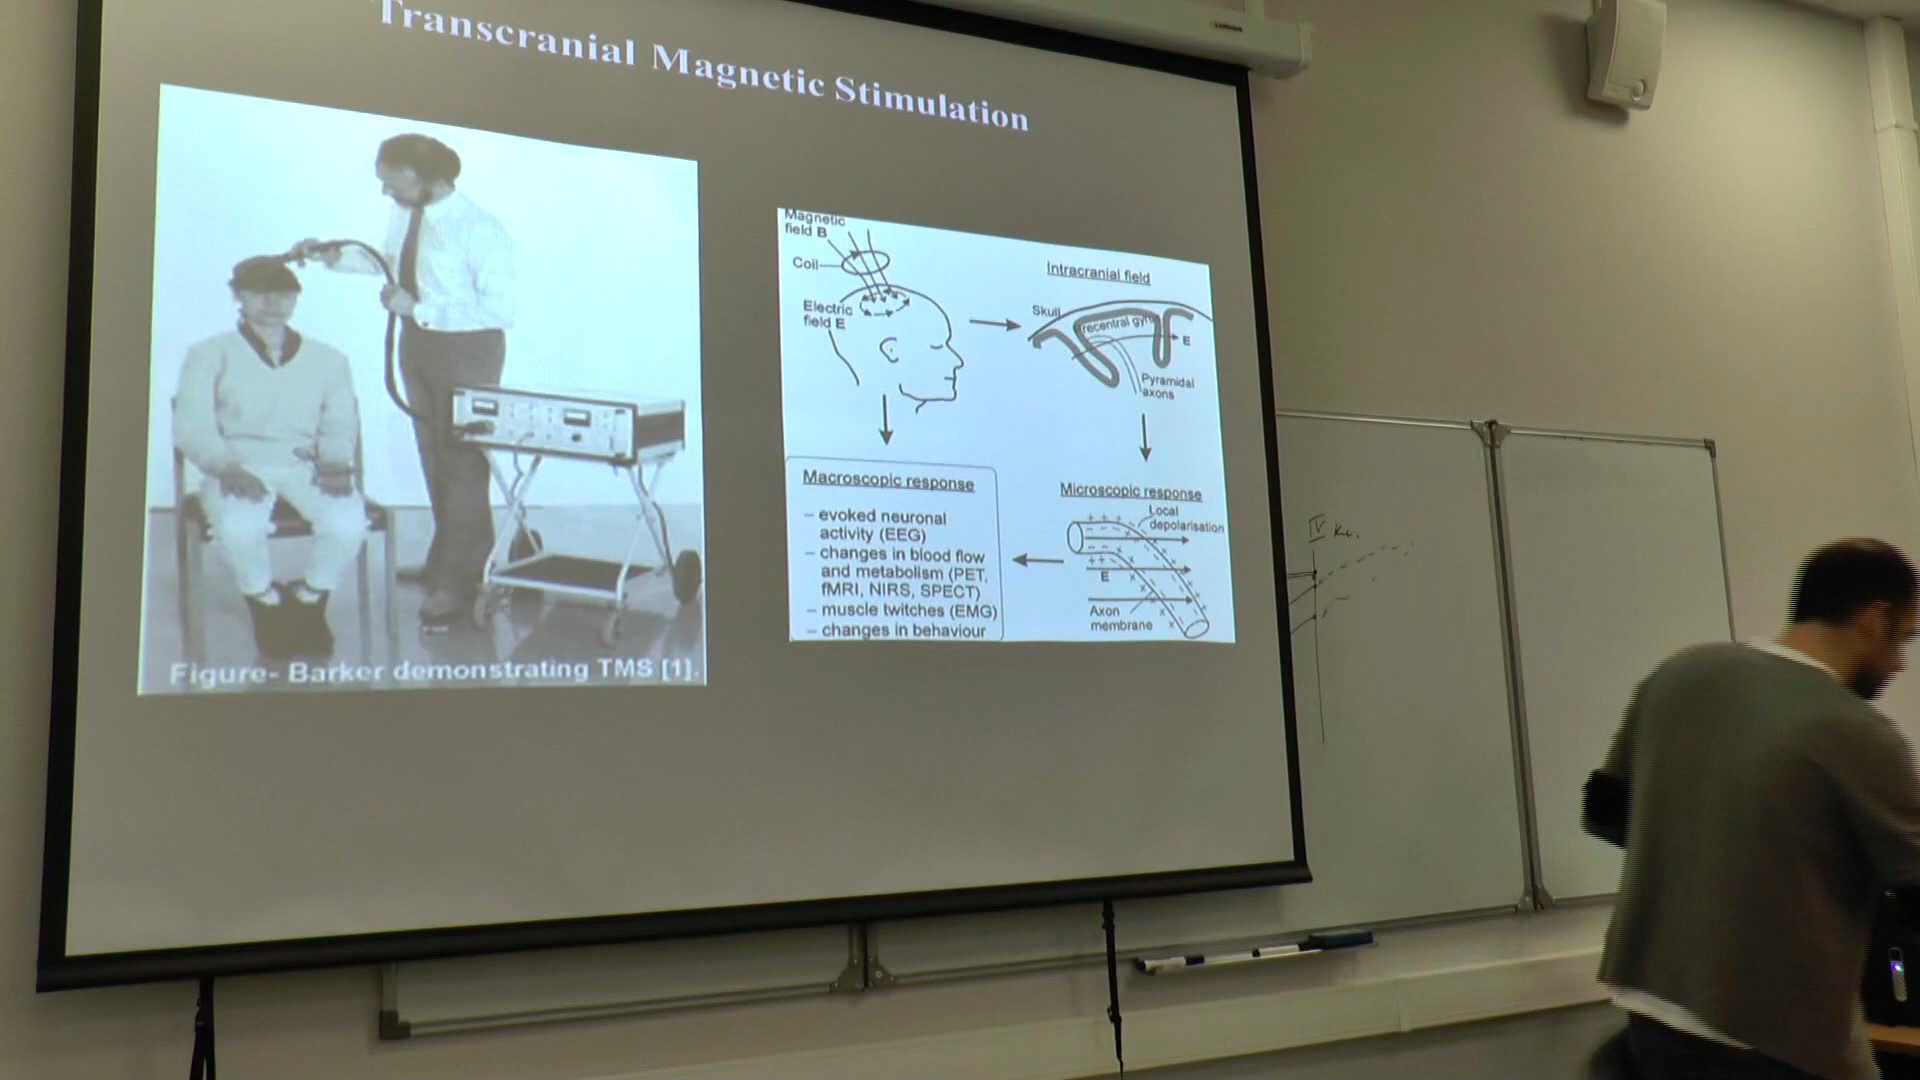 Transcranial Magnetic Stimulation
Figure- Barker demonstrating TMS [1].
Magnetic
field B
Coil
Electric
field E
Intracranial field
Skull
recentral gyr
E
Pyramidal
axons
Macroscopic response
– evoked neuronal
activity (EEG)
– changes in blood flow
and metabolism (PET,
fMRI, NIRS, SPECT)
– muscle twitches (EMG)
– changes in behaviour
Microscopic response
Local
depolarisation
E
Axon
membrane
IV